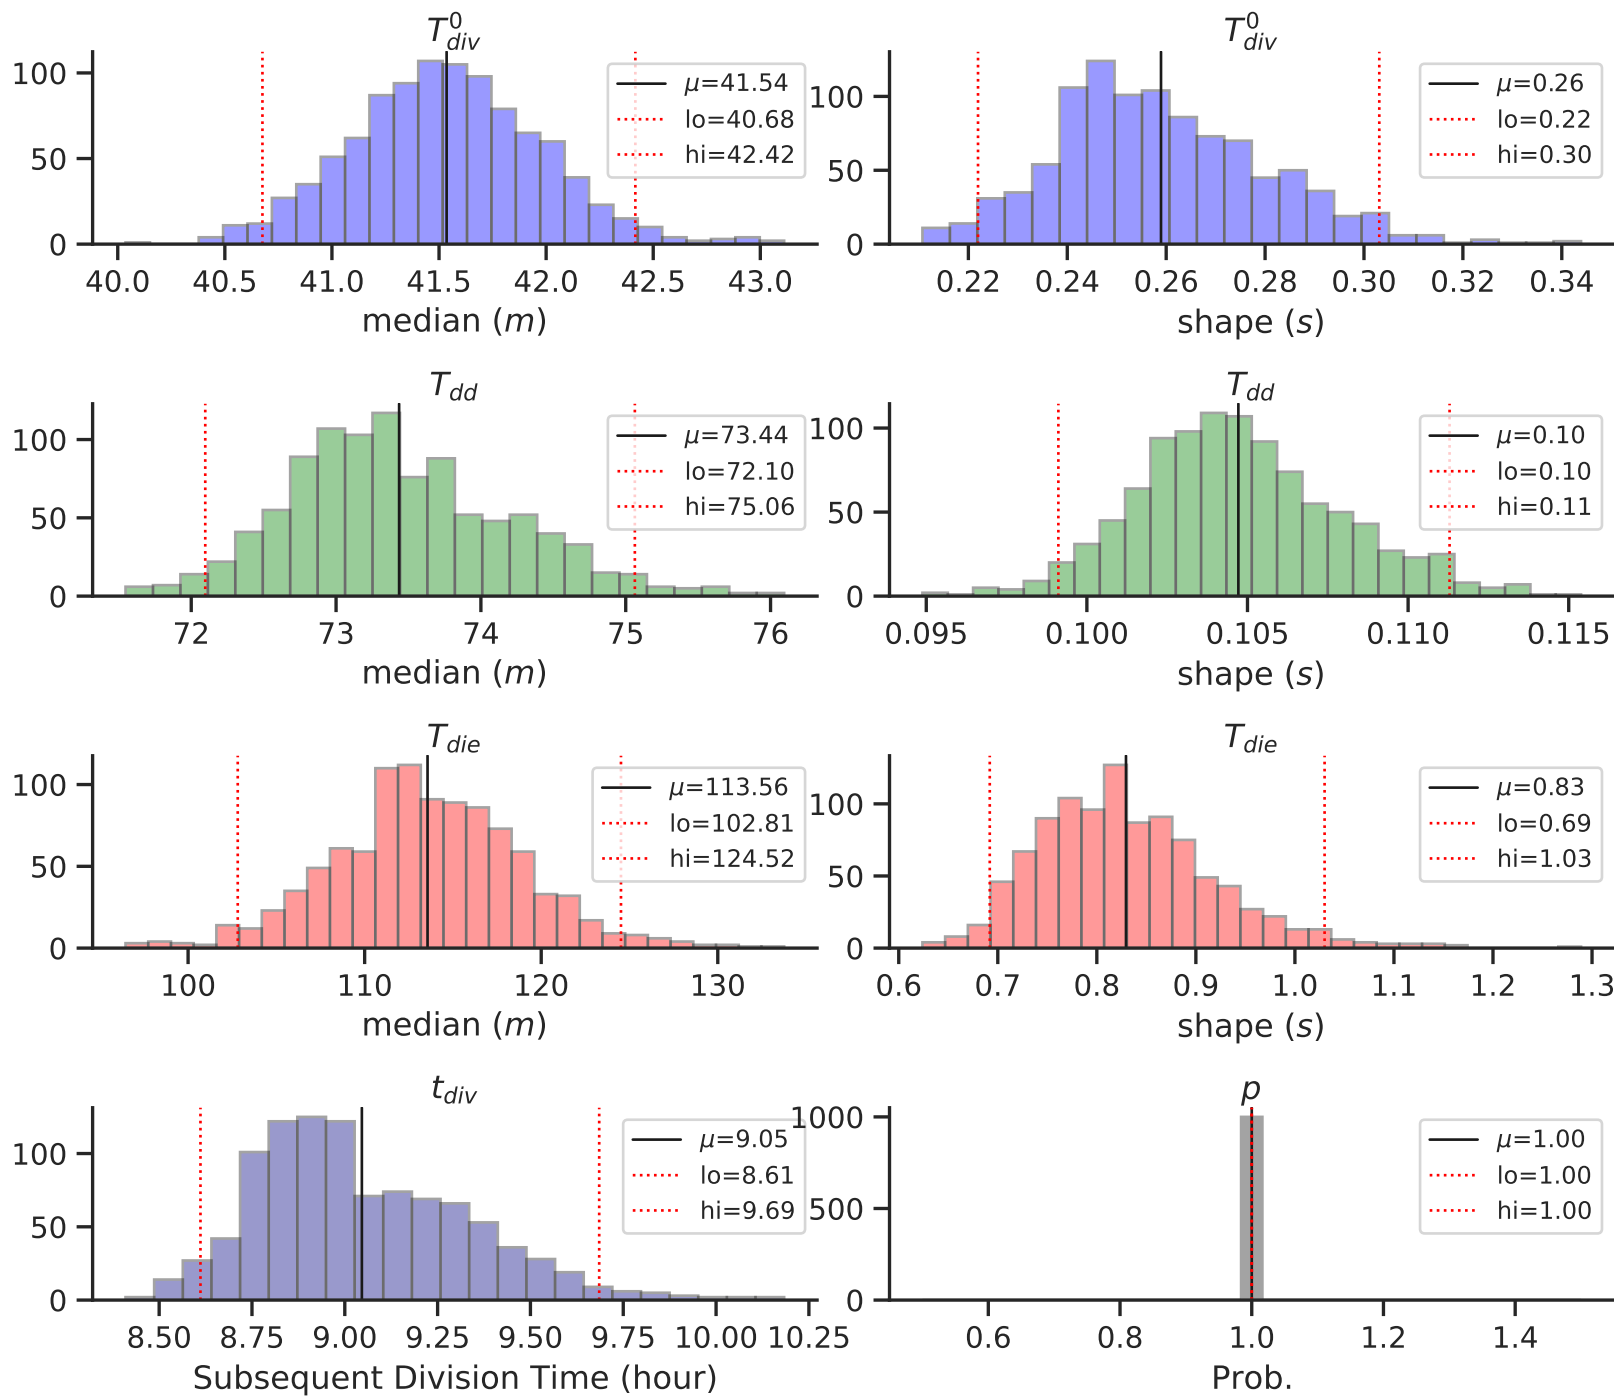 T⁰div
100
50
0
μ=41.54
lo=40.68
hi=42.42
40.0 40.5 41.0 41.5 42.0 42.5 43.0
median (m)
T⁰div
100
50
0
μ=0.26
lo=0.22
hi=0.30
0.22 0.24 0.26 0.28 0.30 0.32 0.34
shape (s)
Tdd
100
50
0
μ=73.44
lo=72.10
hi=75.06
72 73 74 75 76
median (m)
Tdd
100
50
0
μ=0.10
lo=0.10
hi=0.11
0.095 0.100 0.105 0.110 0.115
shape (s)
Tdie
100
50
0
μ=113.56
lo=102.81
hi=124.52
100 110 120 130
median (m)
Tdie
100
50
0
μ=0.83
lo=0.69
hi=1.03
0.6 0.7 0.8 0.9 1.0 1.1 1.2 1.3
shape (s)
tdiv
100
50
0
μ=9.05
lo=8.61
hi=9.69
8.50 8.75 9.00 9.25 9.50 9.75 10.00 10.25
Subsequent Division Time (hour)
p
1000
500
0
μ=1.00
lo=1.00
hi=1.00
0.6 0.8 1.0 1.2 1.4
Prob.